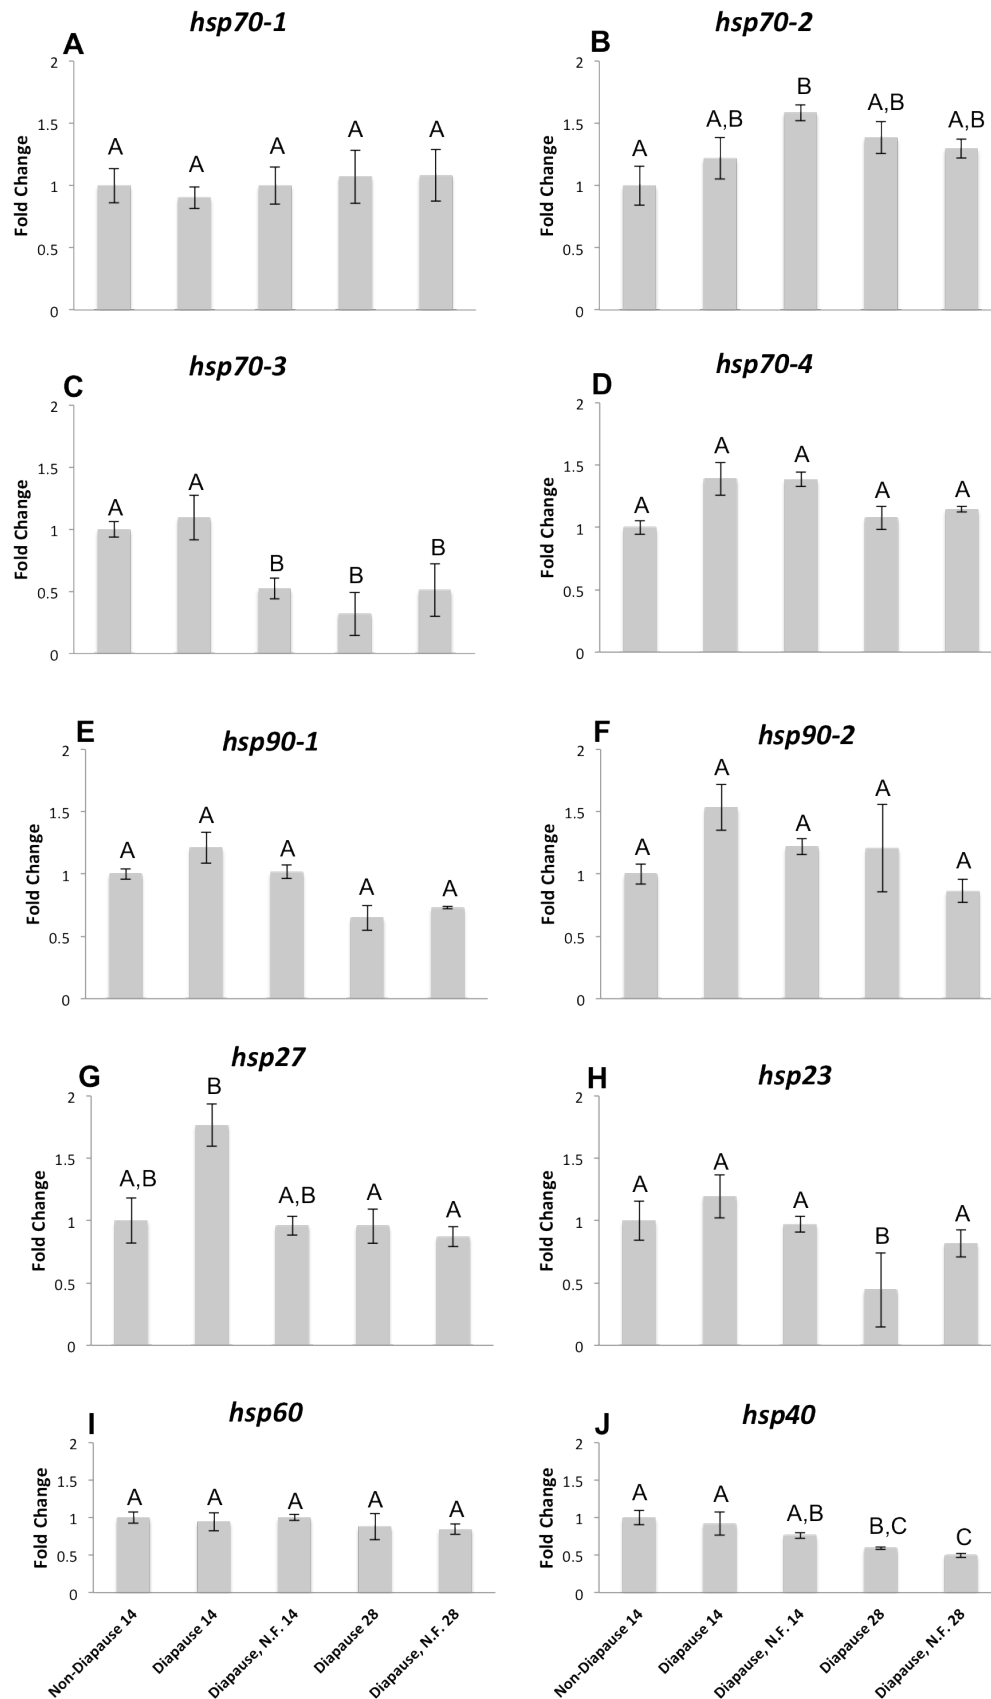 hsp70-1
hsp70-2
A
B
2
1.5
1
0.5
0
Fold Change
A
A
A
A
A
2
1.5
1
0.5
0
Fold Change
A
A,B
B
A,B
A,B
hsp70-3
hsp70-4
C
D
2
1.5
1
0.5
0
Fold Change
A
A
B
B
B
2
1.5
1
0.5
0
Fold Change
A
A
A
A
A
E
hsp90-1
F
hsp90-2
2
1.5
1
0.5
0
Fold Change
A
A
A
A
A
2
1.5
1
0.5
0
Fold Change
A
A
A
A
A
G
hsp27
H
hsp23
2
1.5
1
0.5
0
Fold Change
A,B
B
A,B
A
A
2
1.5
1
0.5
0
Fold Change
A
A
A
B
A
I
hsp60
J
hsp40
2
1.5
1
0.5
0
Fold Change
A
A
A
A
A
2
1.5
1
0.5
0
Fold Change
A
A
A,B
B,C
C
Non-Diapause 14
Diapause 14
Diapause, N.F. 14
Diapause 28
Diapause, N.F. 28
Non-Diapause 14
Diapause 14
Diapause, N.F. 14
Diapause 28
Diapause, N.F. 28